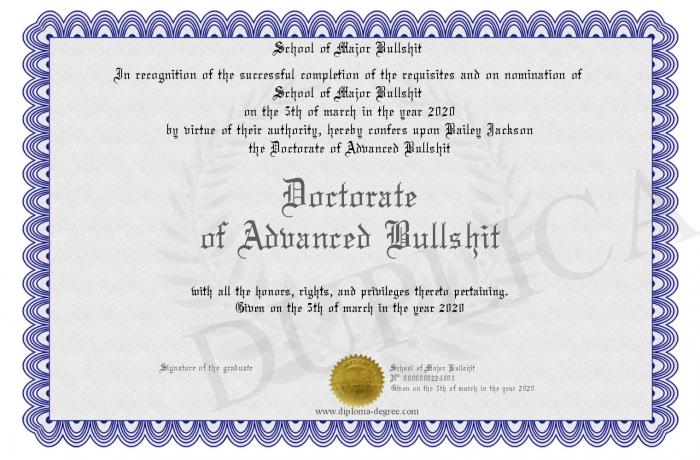 School of Major Bullshit
In recognition of the successful completion of the requisites and on nomination of
School of Major Bullshit
on the 5th of march in the year 2020
by virtue of their authority, hereby confers upon Bailey Jackson
the Doctorate of Advanced Bullshit
Doctorate
of Advanced Bullshit
with all the honors, rights, and privileges thereto pertaining.
Given on the 5th of march in the year 2020
Signature of the graduate
School of Major Bullshit
Nº 0000000224805
Given on the 5th of march in the year 2020
www.diploma-degree.com
DUPLICA